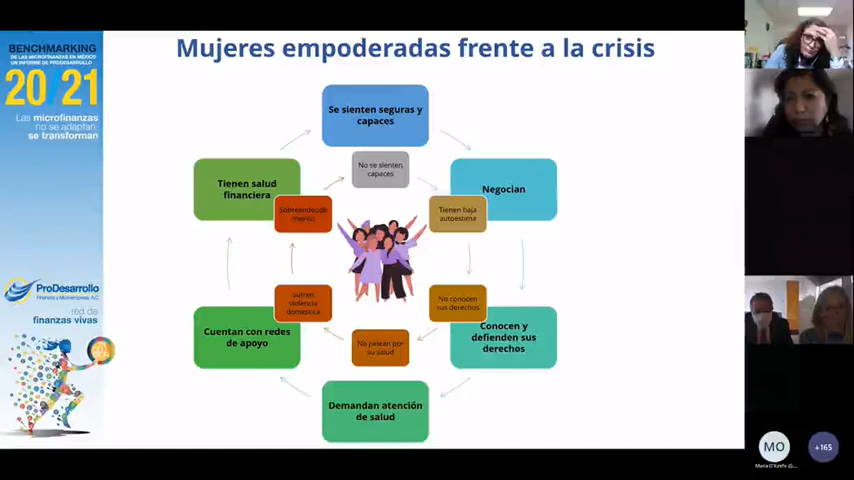 BENCHMARKING
DE LAS MICROFINANZAS EN MÉXICO
UN INFORME DE PRODESARROLLO
20/21
Las microfinanzas
no se adaptan:
se transforman
ProDesarrollo
Finanzas y Microempresa, A.C
red de
finanzas vivas
Mujeres empoderadas frente a la crisis
Se sienten seguras y
capaces
No se sienten
capaces
Tienen salud
financiera
Negocian
Sobreendeuda
miento
Tienen baja
autoestima
Sufren
violencia
domestica
No conocen
sus derechos
Cuentan con redes
de apoyo
Conocen y
defienden sus
derechos
No pelean por
su salud
Demandan atención
de salud
MO
+165